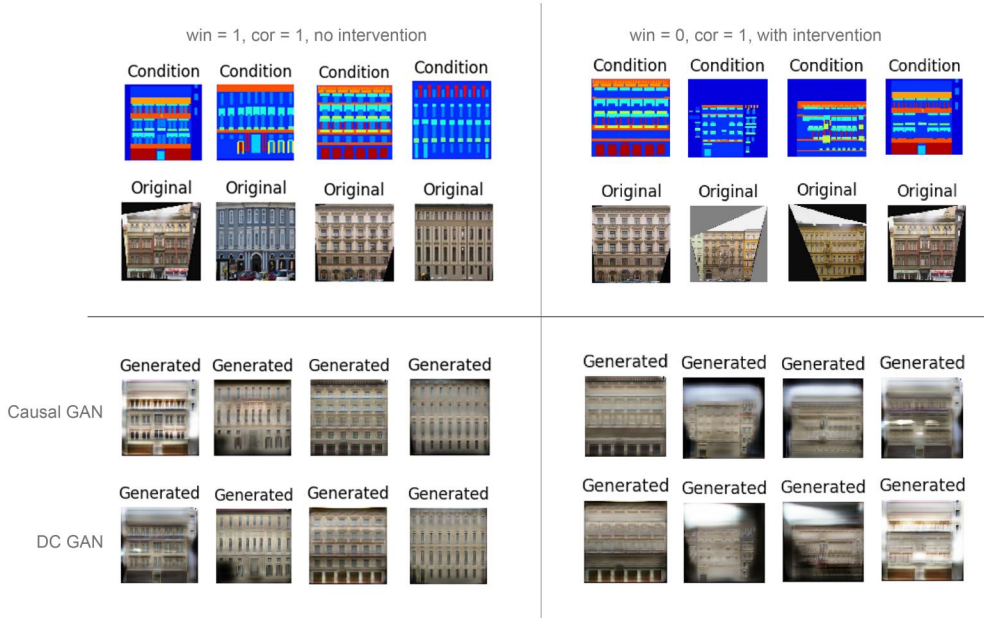 win = 1, cor = 1, no intervention
win = 0, cor = 1, with intervention
Condition Condition Condition Condition
Condition Condition Condition Condition
Original Original Original Original
Original Original Original Original
Generated Generated Generated Generated
Generated Generated Generated Generated
Causal GAN
Generated Generated Generated Generated
Generated Generated Generated Generated
DC GAN